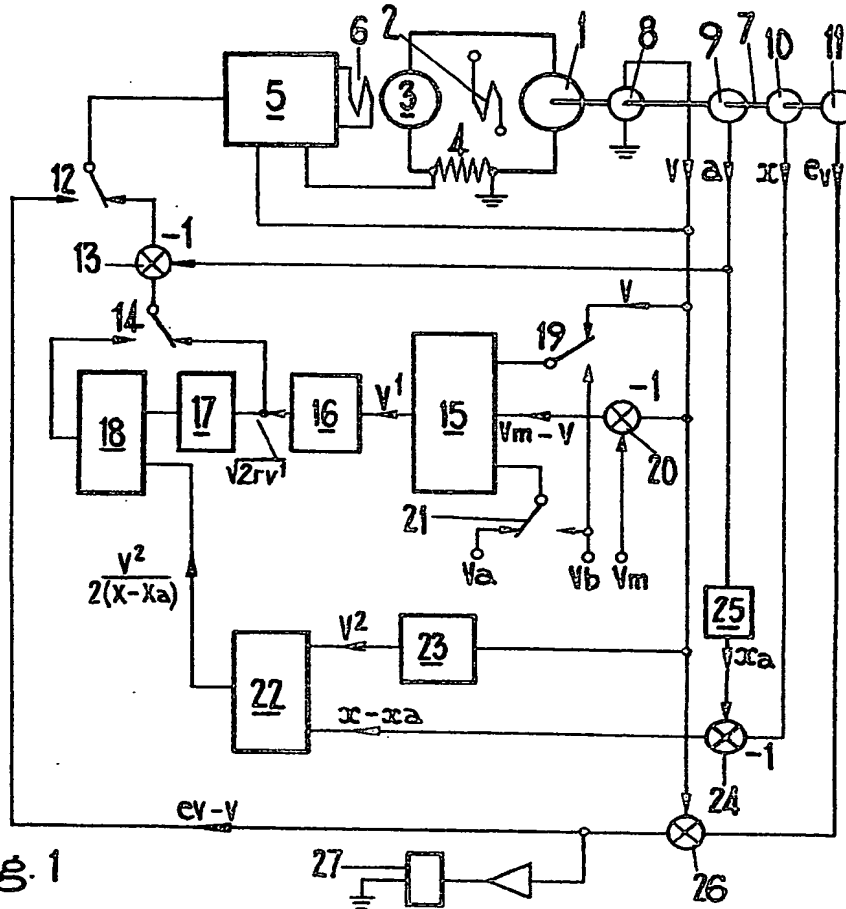 6 2 1 8 9 7 10 11
5 3
4
V a x ev
12
-1
13
14
19 V
-1
18 17 16 V¹ 15 Vm-V
20
√2rv¹
21
Va Vb Vm
V²
2(X-Xa)
25
V² 23
xa
22
x-xa
-1
24
ev-v
26
27
g. 1